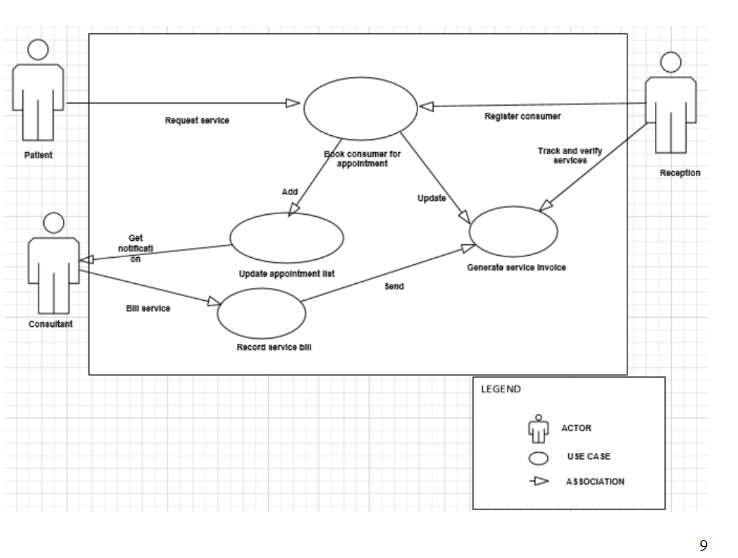 Request service
Register consumer
Patient
Book consumer for
appointment
Track and verify
services
Reception
Add
Update
Get
notificati
on
Update appointment list
Generate service invoice
Send
Bill service
Consultant
Record service bill
LEGEND
ACTOR
USE CASE
ASSOCIATION
9